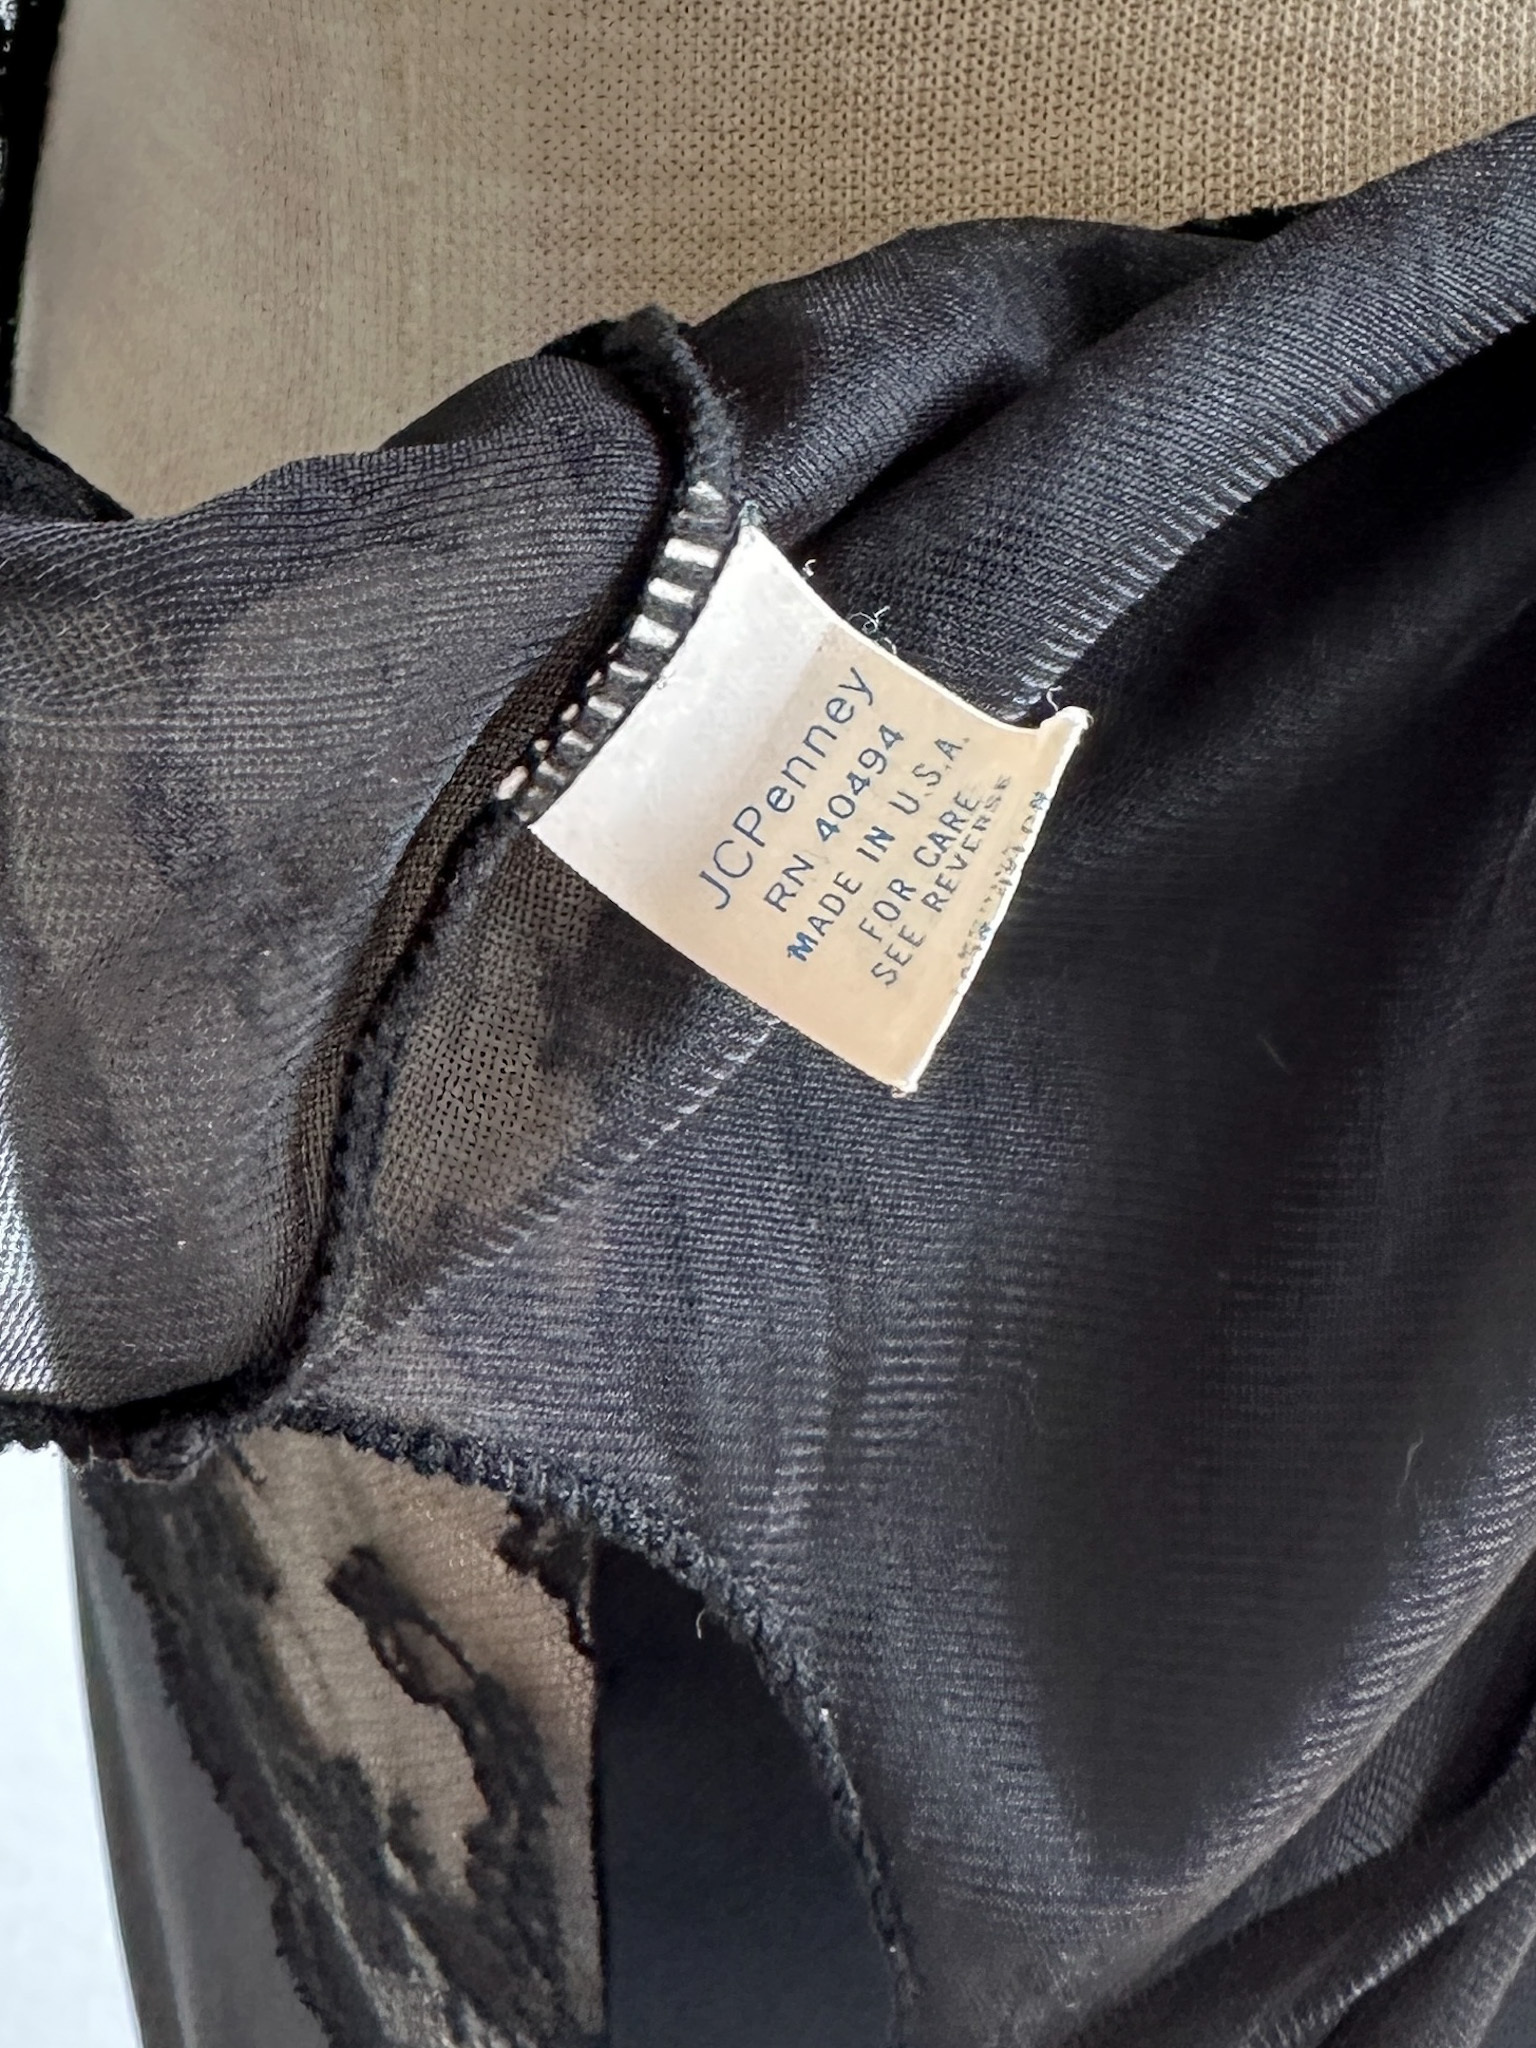 JCPenney
RN 40494
MADE IN U.S.A.
FOR CARE
SEE REVERSE